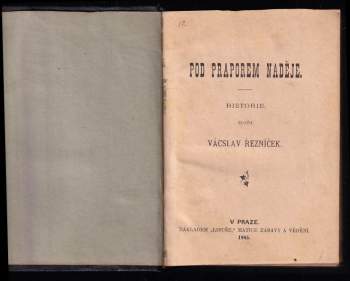 POD PRAPOREM NADĚJE.
HISTORIE.
VÁCSLAV ŘEZNÍČEK.
V PRAZE.
NÁKLADEM „LIBUŠE,“ MATICE ZÁBAVY A VĚDĚNÍ.